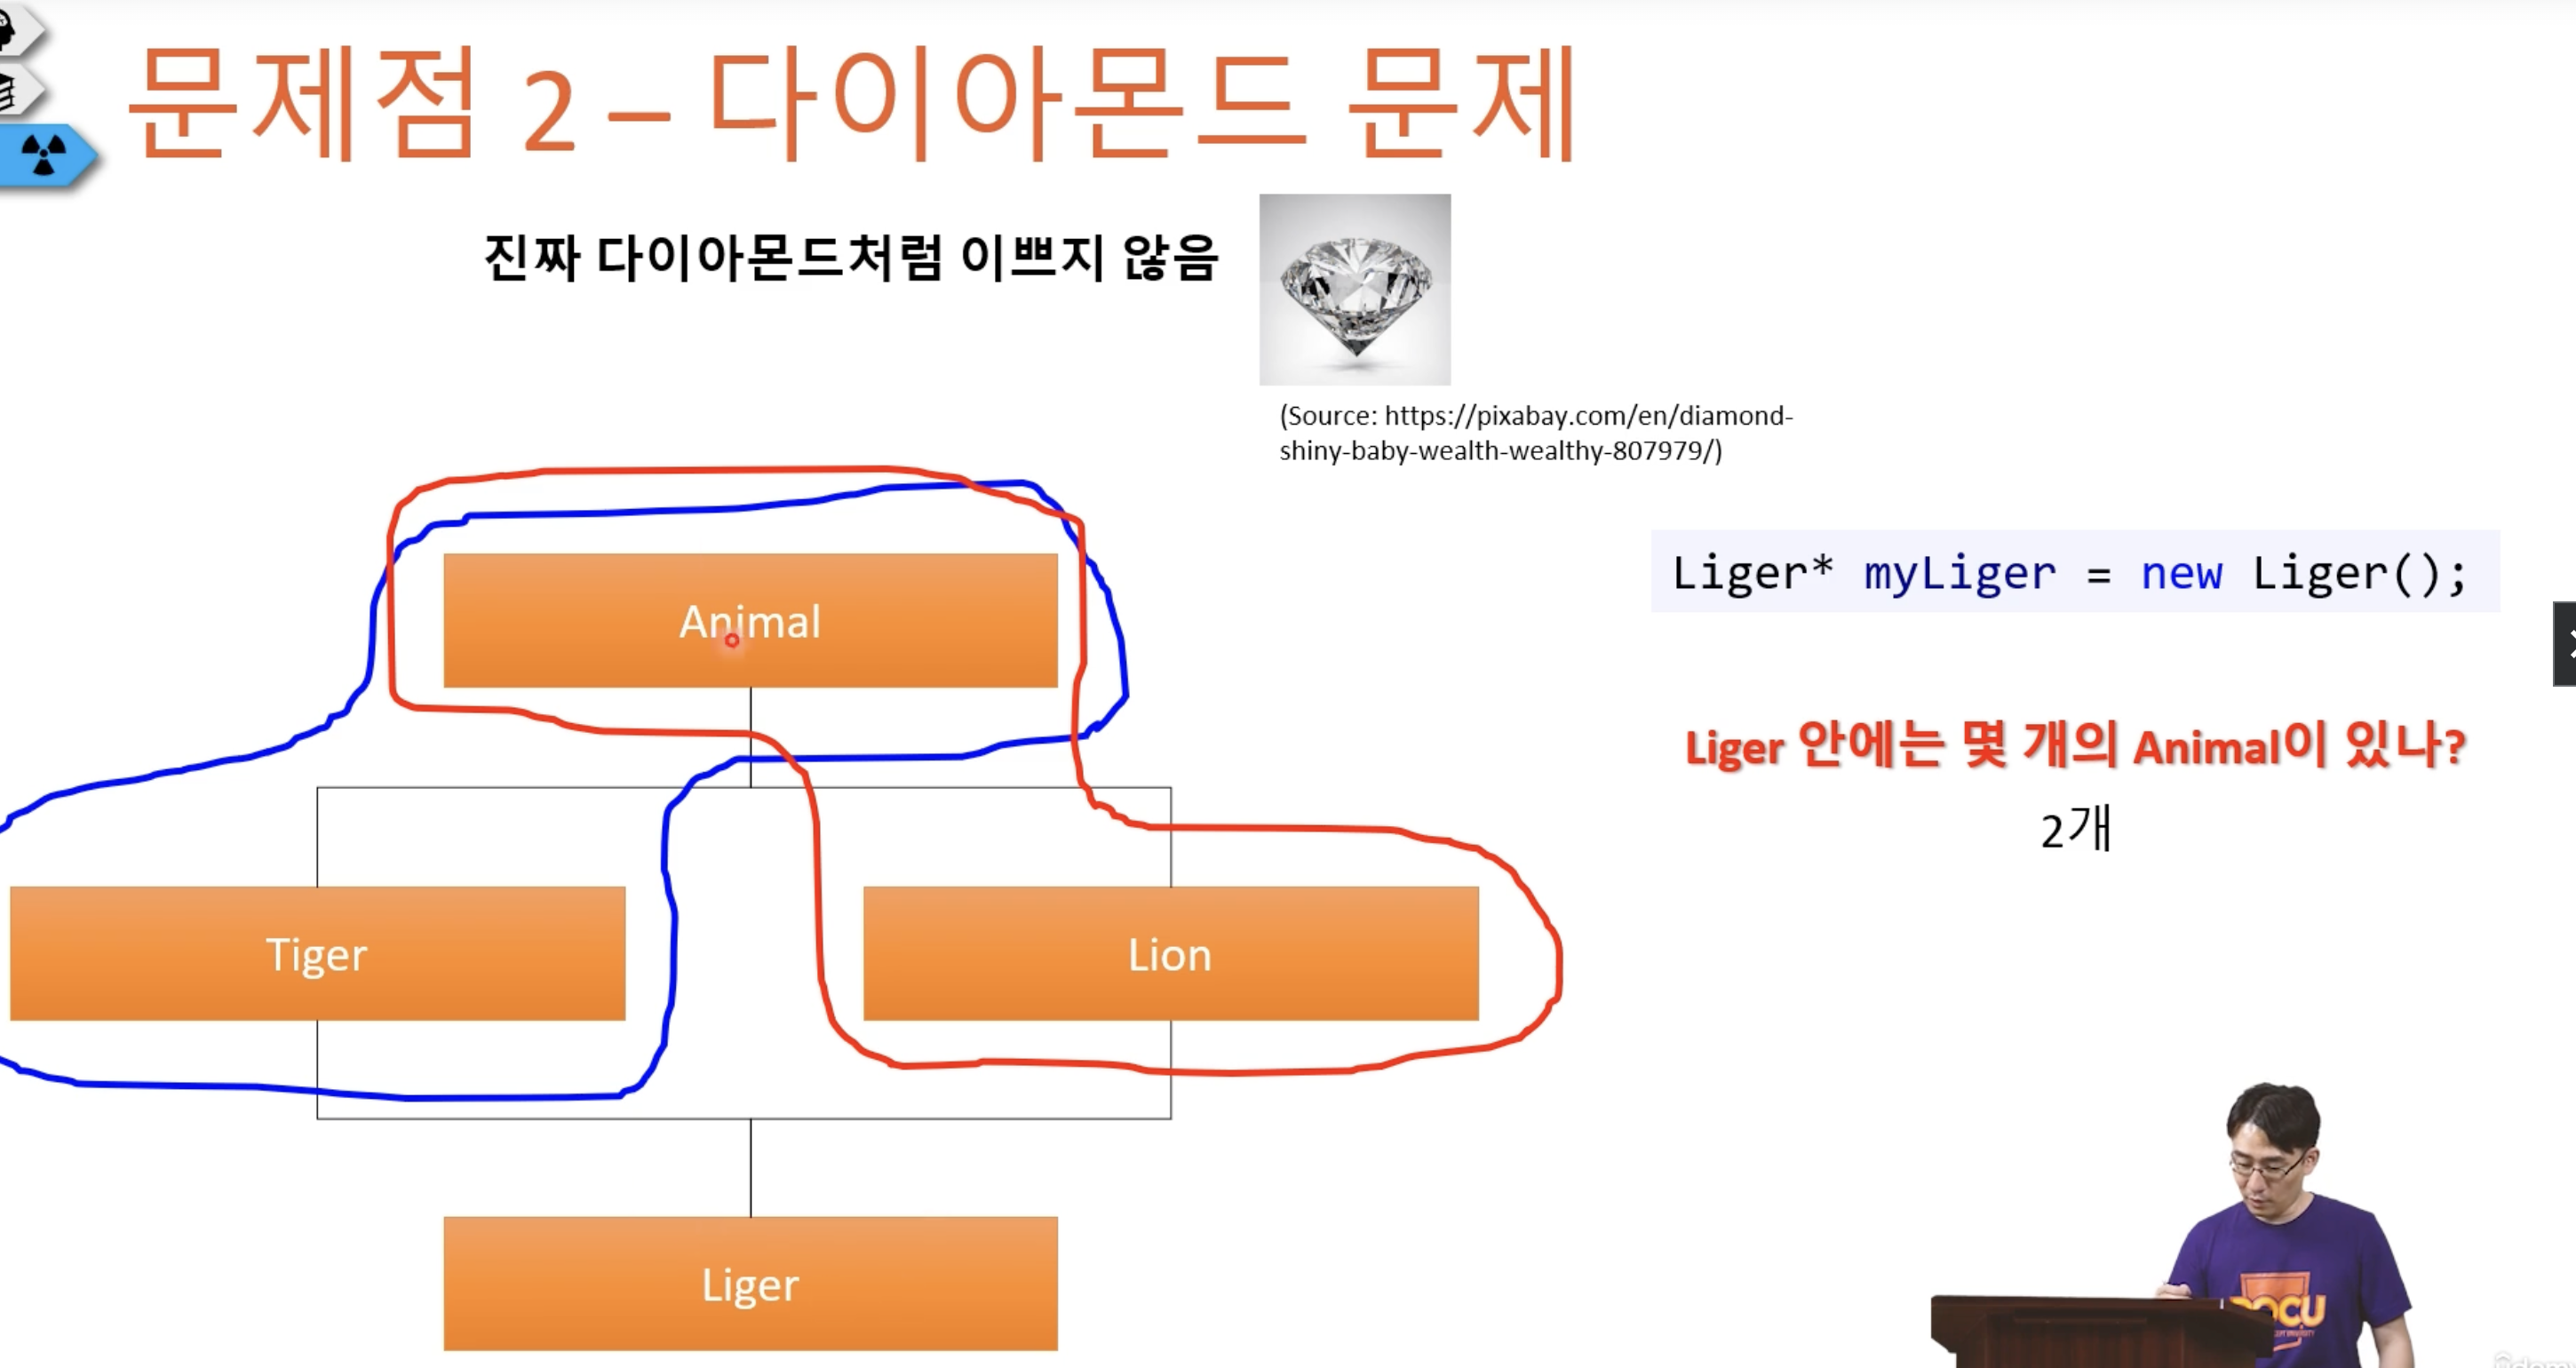 문제점 2 – 다이아몬드 문제
진짜 다이아몬드처럼 이쁘지 않음
(Source: https://pixabay.com/en/diamond-
shiny-baby-wealth-wealthy-807979/)
Animal
Liger* myLiger = new Liger();
Liger 안에는 몇 개의 Animal이 있나?
2개
Tiger
Lion
Liger
POCU